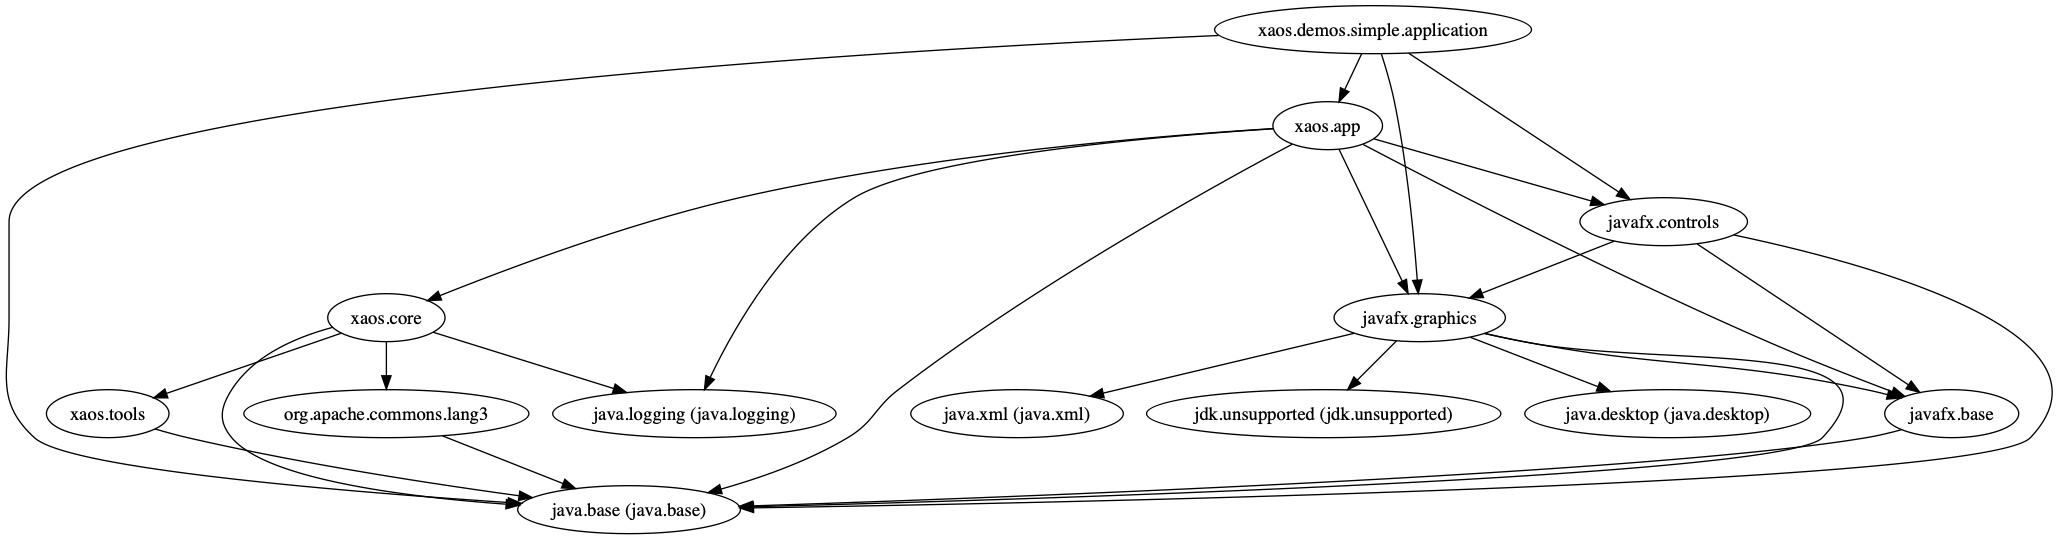 xaos.demos.simple.application
xaos.app
javafx.controls
xaos.core
javafx.graphics
xaos.tools
org.apache.commons.lang3
java.logging (java.logging)
java.xml (java.xml)
jdk.unsupported (jdk.unsupported)
java.desktop (java.desktop)
javafx.base
java.base (java.base)